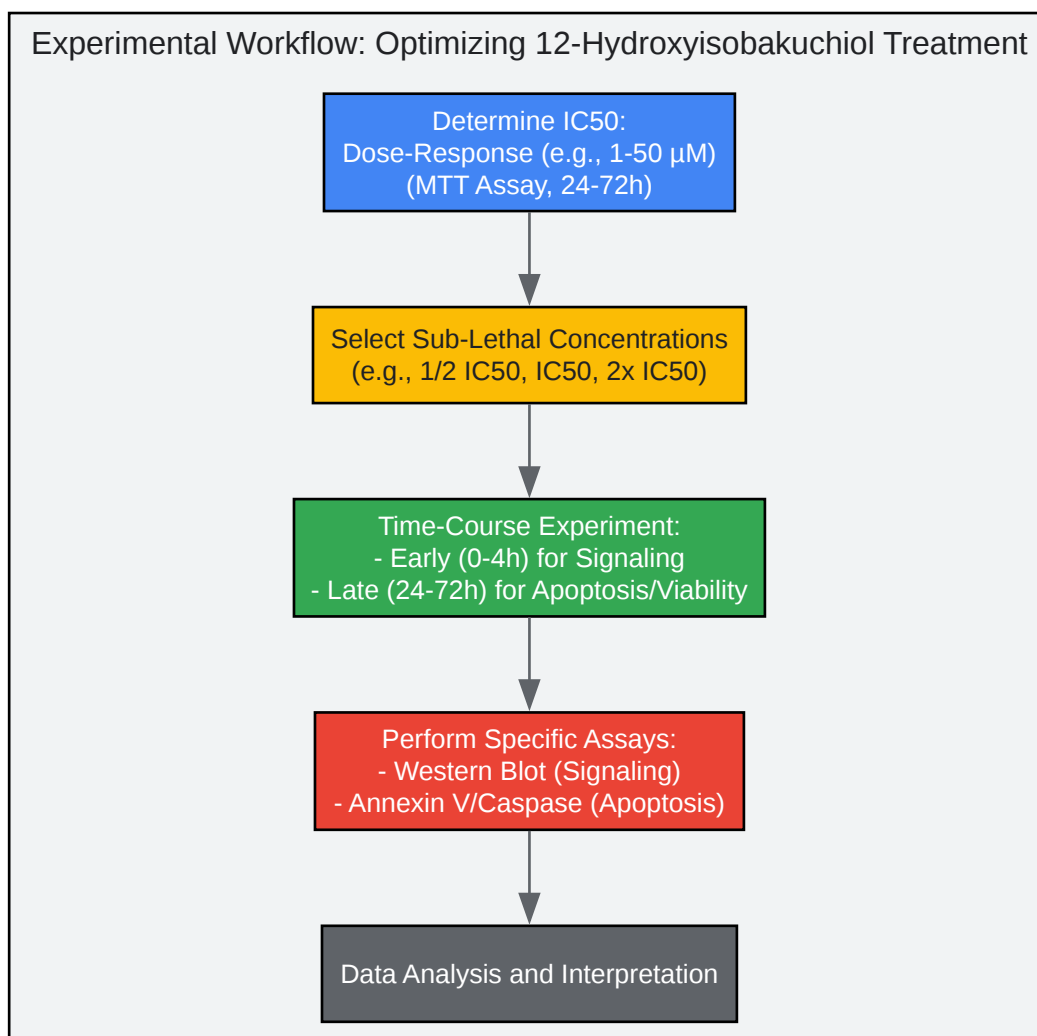 Experimental Workflow: Optimizing 12-Hydroxyisobakuchiol Treatment
Determine IC50:
Dose-Response (e.g., 1-50 µM)
(MTT Assay, 24-72h)
Select Sub-Lethal Concentrations
(e.g., 1/2 IC50, IC50, 2x IC50)
Time-Course Experiment:
- Early (0-4h) for Signaling
- Late (24-72h) for Apoptosis/Viability
Perform Specific Assays:
- Western Blot (Signaling)
- Annexin V/Caspase (Apoptosis)
Data Analysis and Interpretation